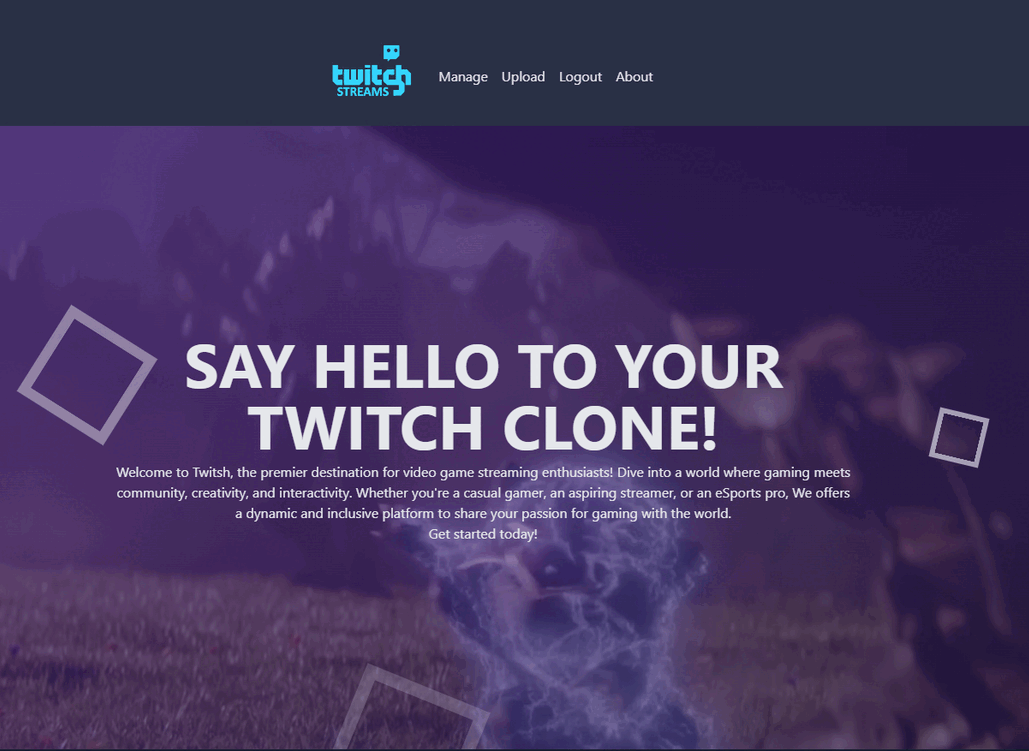 twitch
STREAMS
Manage Upload Logout About
SAY HELLO TO YOUR
TWITCH CLONE!
Welcome to Twitsh, the premier destination for video game streaming enthusiasts! Dive into a world where gaming meets
community, creativity, and interactivity. Whether you're a casual gamer, an aspiring streamer, or an eSports pro, We offers
a dynamic and inclusive platform to share your passion for gaming with the world.
Get started today!